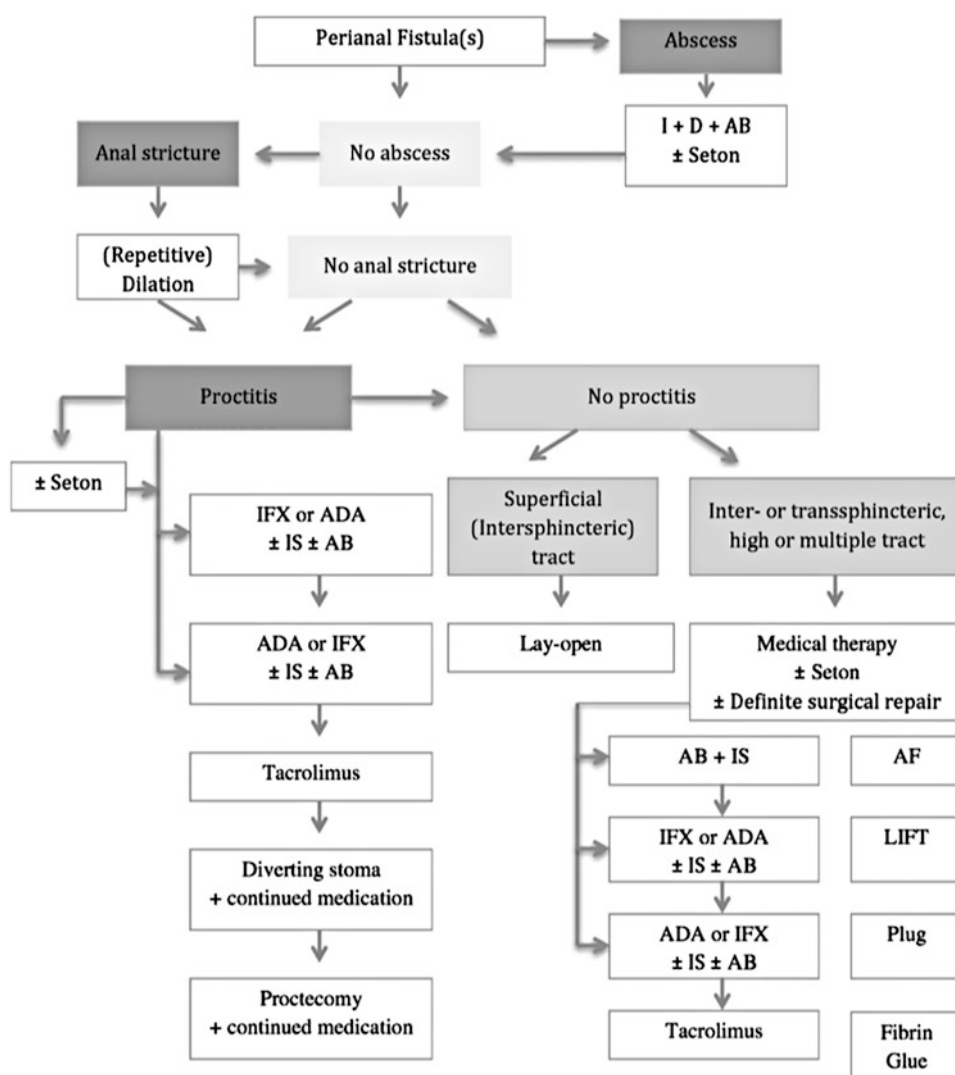 Perianal Fistula(s)
Abscess
I + D + AB
± Seton
Anal stricture
No abscess
(Repetitive)
Dilation
No anal stricture
Proctitis
No proctitis
± Seton
IFX or ADA
± IS ± AB
Superficial
(Intersphincteric)
tract
Inter- or transsphincteric,
high or multiple tract
ADA or IFX
± IS ± AB
Lay-open
Medical therapy
± Seton
± Definite surgical repair
Tacrolimus
AB + IS
AF
Diverting stoma
+ continued medication
IFX or ADA
± IS ± AB
LIFT
ADA or IFX
± IS ± AB
Plug
Proctecomy
+ continued medication
Tacrolimus
Fibrin
Glue